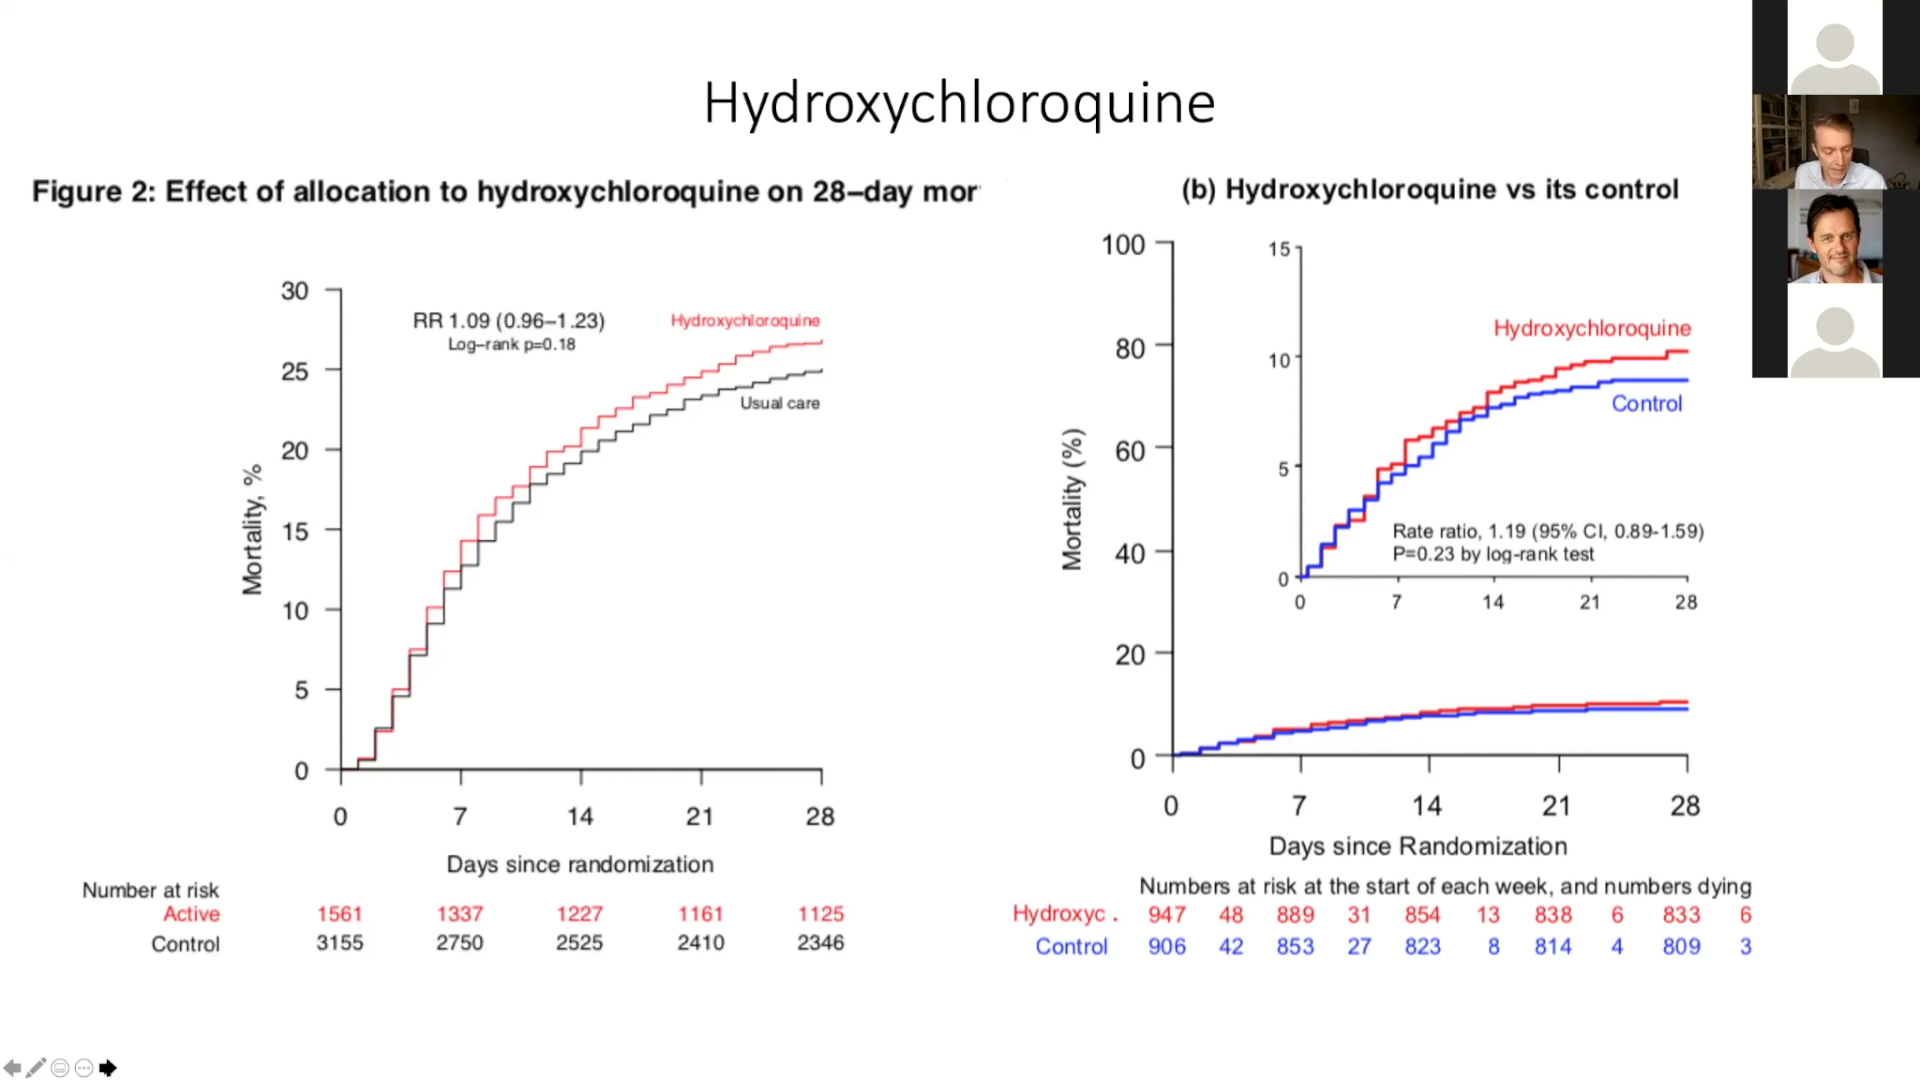 Hydroxychloroquine
Figure 2: Effect of allocation to hydroxychloroquine on 28–day mor
30
25
20
15
10
5
0
Mortality, %
RR 1.09 (0.96–1.23)
Log–rank p=0.18
Hydroxychloroquine
Usual care
0 7 14 21 28
Days since randomization
Number at risk
Active 1561 1337 1227 1161 1125
Control 3155 2750 2525 2410 2346
(b) Hydroxychloroquine vs its control
100
80
60
40
20
0
Mortality (%)
15
10
5
0
Hydroxychloroquine
Control
Rate ratio, 1.19 (95% CI, 0.89-1.59)
P=0.23 by log-rank test
0 7 14 21 28
0 7 14 21 28
Days since Randomization
Numbers at risk at the start of each week, and numbers dying
Hydroxyc . 947 48 889 31 854 13 838 6 833 6
Control 906 42 853 27 823 8 814 4 809 3